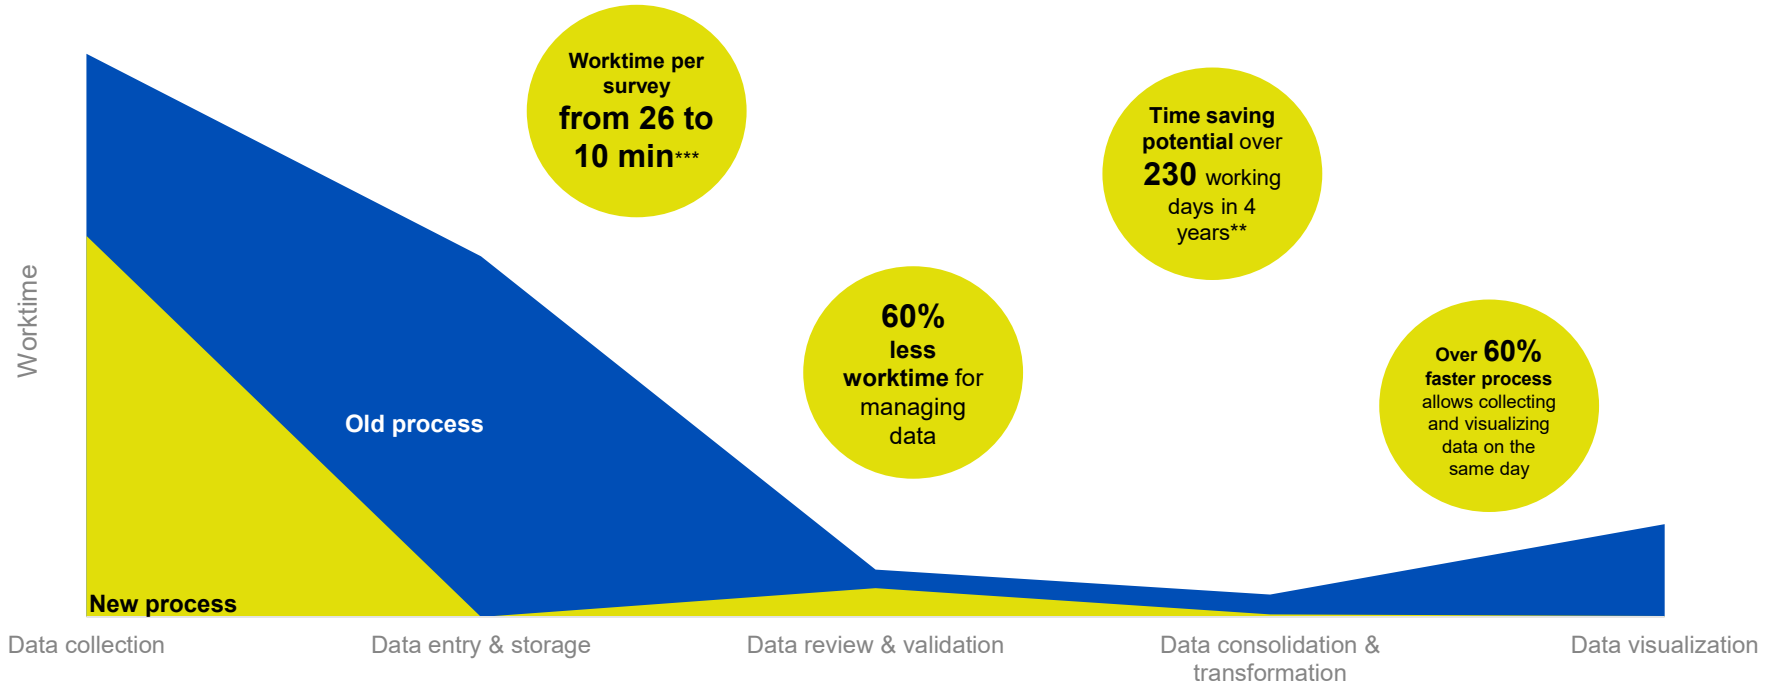 Worktime per
survey
from 26 to
10 min***
Time saving
potential over
230 working
days in 4
years**
60%
less
worktime for
managing
data
Over 60%
faster process
allows collecting
and visualizing
data on the
same day
Worktime
Old process
New process
Data collection
Data entry & storage
Data review & validation
Data consolidation &
transformation
Data visualization